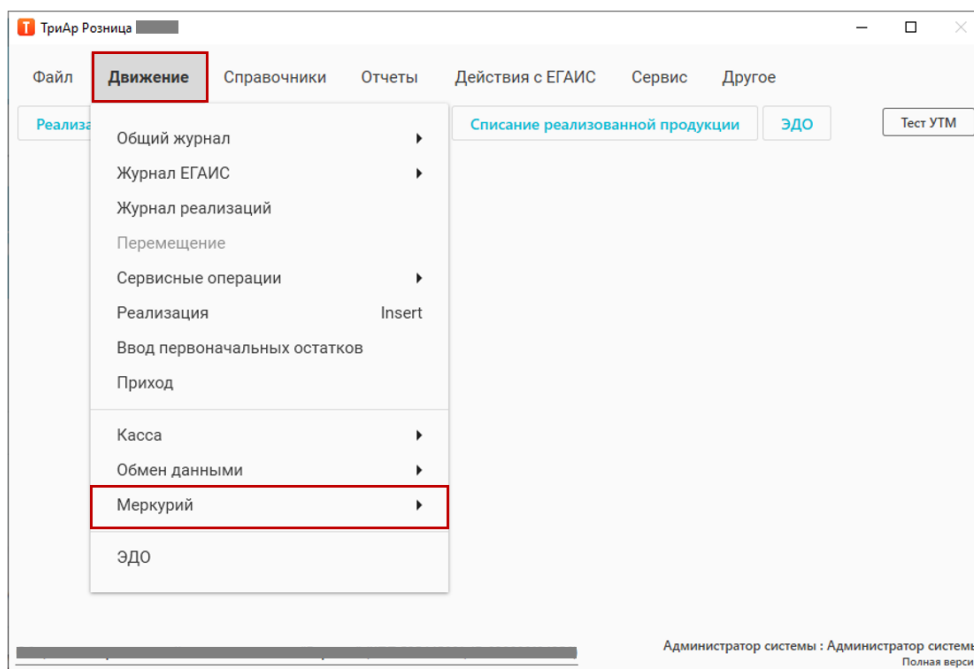 Т ТриАр Розница
Файл Движение Справочники Отчеты Действия с ЕГАИС Сервис Другое
Реализа Списание реализованной продукции ЭДО Тест УТМ
Общий журнал
Журнал ЕГАИС
Журнал реализаций
Перемещение
Сервисные операции
Реализация Insert
Ввод первоначальных остатков
Приход
Касса
Обмен данными
Меркурий
ЭДО
Администратор системы : Администратор систем
Полная верси